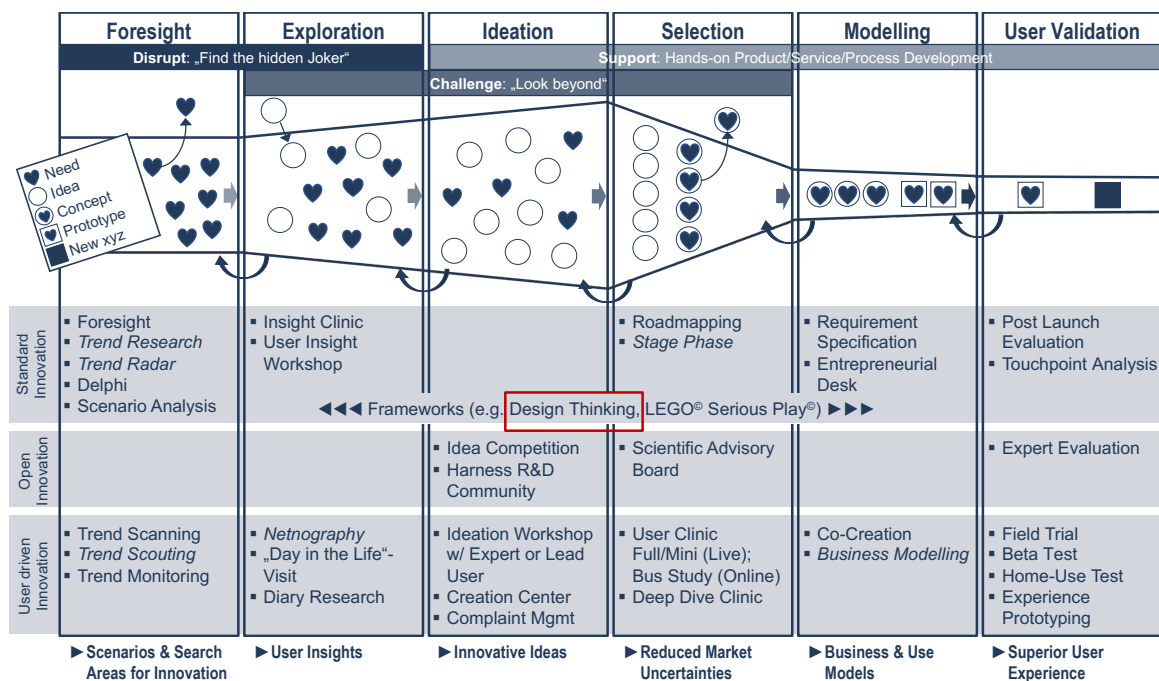 Foresight
Exploration
Ideation
Selection
Modelling
User Validation
Disrupt: „Find the hidden Joker“
Support: Hands-on Product/Service/Process Development
Challenge: „Look beyond“
Need
Idea
Concept
Prototype
New xyz
Standard
Innovation
▪ Foresight
▪ Trend Research
▪ Trend Radar
▪ Delphi
▪ Scenario Analysis
▪ Insight Clinic
▪ User Insight
Workshop
▪ Roadmapping
▪ Stage Phase
▪ Requirement
Specification
▪ Entrepreneurial
Desk
▪ Post Launch
Evaluation
▪ Touchpoint Analysis
◄◄◄ Frameworks (e.g. Design Thinking, LEGO© Serious Play©) ►►►
Open
Innovation
▪ Idea Competition
▪ Harness R&D
Community
▪ Scientific Advisory
Board
▪ Expert Evaluation
User driven
Innovation
▪ Trend Scanning
▪ Trend Scouting
▪ Trend Monitoring
▪ Netnography
▪ „Day in the Life“-
Visit
▪ Diary Research
▪ Ideation Workshop
w/ Expert or Lead
User
▪ Creation Center
▪ Complaint Mgmt
▪ User Clinic
Full/Mini (Live);
Bus Study (Online)
▪ Deep Dive Clinic
▪ Co-Creation
▪ Business Modelling
▪ Field Trial
▪ Beta Test
▪ Home-Use Test
▪ Experience
Prototyping
►Scenarios & Search
Areas for Innovation
►User Insights
►Innovative Ideas
►Reduced Market
Uncertainties
►Business & Use
Models
►Superior User
Experience